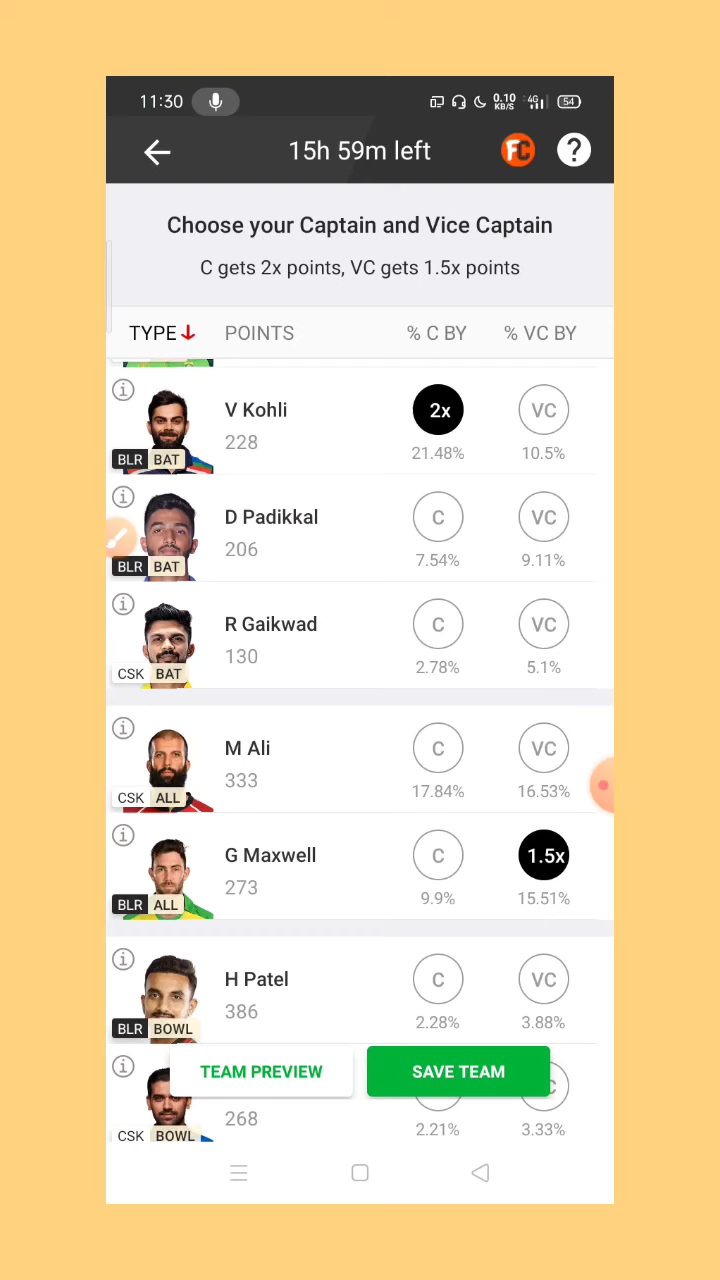 11:30 0.10 KB/S 4G 54
15h 59m left FC ?
Choose your Captain and Vice Captain
C gets 2x points, VC gets 1.5x points
TYPE POINTS % C BY % VC BY
V Kohli 2x VC
228 21.48% 10.5%
BLR BAT
D Padikkal C VC
206 7.54% 9.11%
BLR BAT
R Gaikwad C VC
130 2.78% 5.1%
CSK BAT
M Ali C VC
333 17.84% 16.53%
CSK ALL
G Maxwell C 1.5x
273 9.9% 15.51%
BLR ALL
H Patel C VC
386 2.28% 3.88%
BLR BOWL
TEAM PREVIEW SAVE TEAM
268 2.21% 3.33%
CSK BOWL